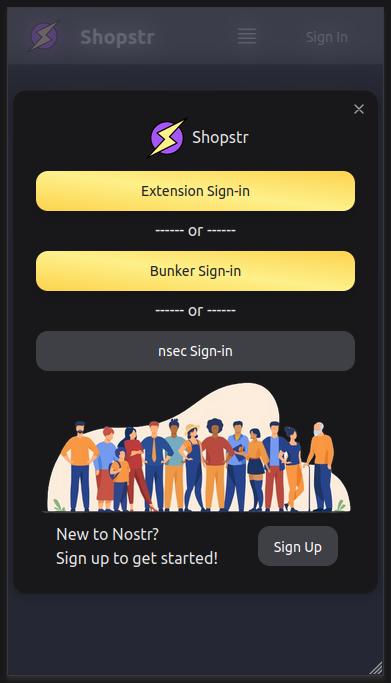 Shopstr
Sign In
Shopstr
Extension Sign-in
------ or ------
Bunker Sign-in
------ or ------
nsec Sign-in
New to Nostr?
Sign up to get started!
Sign Up